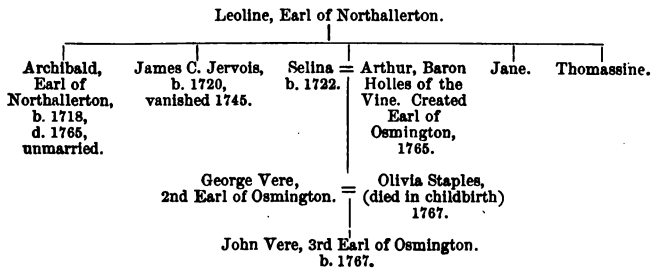 Leoline, Earl of Northallerton.
Archibald,
Earl of
Northallerton,
b. 1718,
d. 1765,
unmarried.
James C. Jervois,
b. 1720,
vanished 1745.
Selina =
b. 1722.
Arthur, Baron
Holles of the
Vine. Created
Earl of
Osmington,
1765.
Jane.
Thomassine.
George Vere,
2nd Earl of Osmington. =
Olivia Staples,
(died in childbirth)
1767.
John Vere, 3rd Earl of Osmington.
b. 1767.